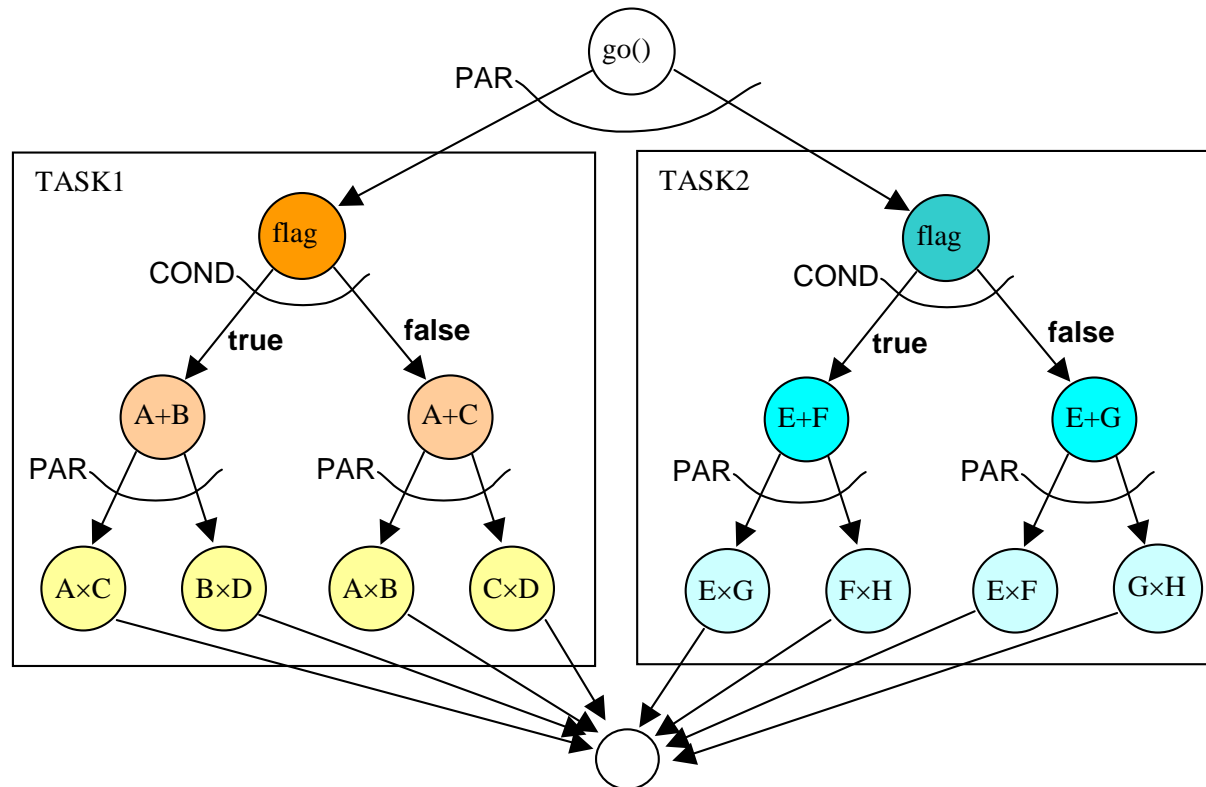 go()
PAR
TASK1
TASK2
flag
flag
COND
COND
true
false
true
false
A+B
A+C
E+F
E+G
PAR
PAR
PAR
PAR
A×C
B×D
A×B
C×D
E×G
F×H
E×F
G×H